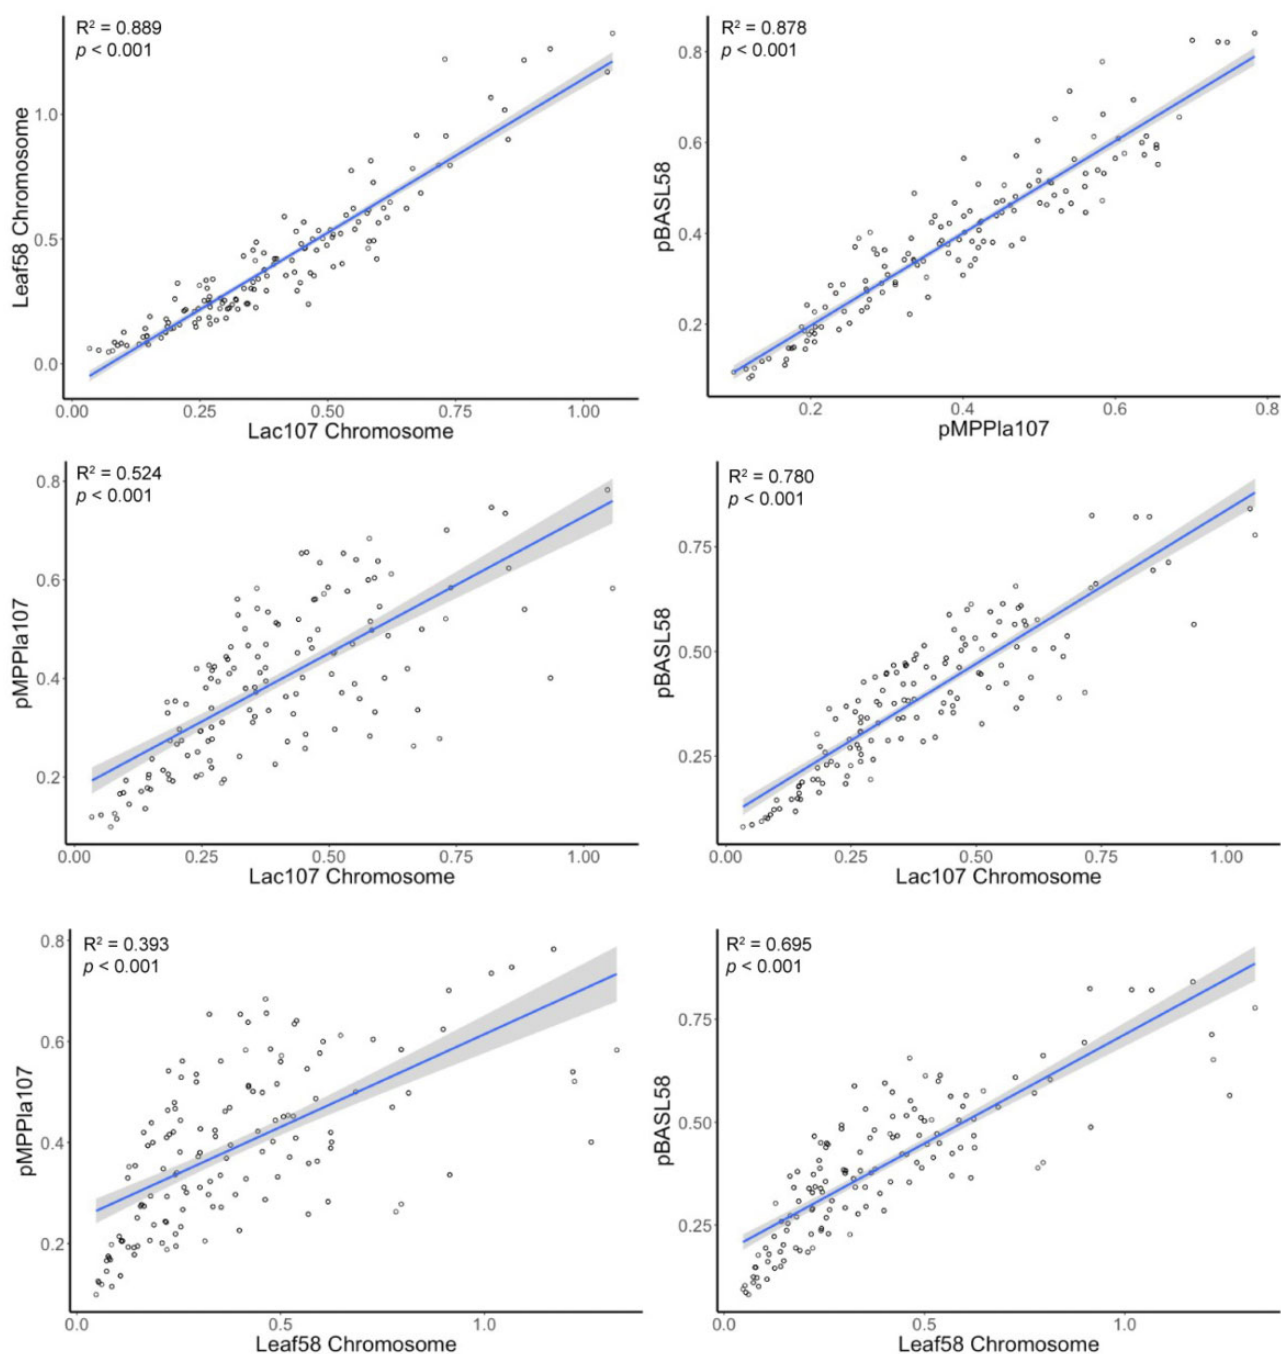 R² = 0.889
p < 0.001
Leaf58 Chromosome
1.0
0.5
0.0
0.00 0.25 0.50 0.75 1.00
Lac107 Chromosome
R² = 0.878
p < 0.001
pBASL58
0.8
0.6
0.4
0.2
0.2 0.4 0.6 0.8
pMPPla107
R² = 0.524
p < 0.001
pMPPla107
0.8
0.6
0.4
0.2
0.00 0.25 0.50 0.75 1.00
Lac107 Chromosome
R² = 0.780
p < 0.001
pBASL58
0.75
0.50
0.25
0.00 0.25 0.50 0.75 1.00
Lac107 Chromosome
R² = 0.393
p < 0.001
pMPPla107
0.8
0.6
0.4
0.2
0.0 0.5 1.0
Leaf58 Chromosome
R² = 0.695
p < 0.001
pBASL58
0.75
0.50
0.25
0.0 0.5 1.0
Leaf58 Chromosome